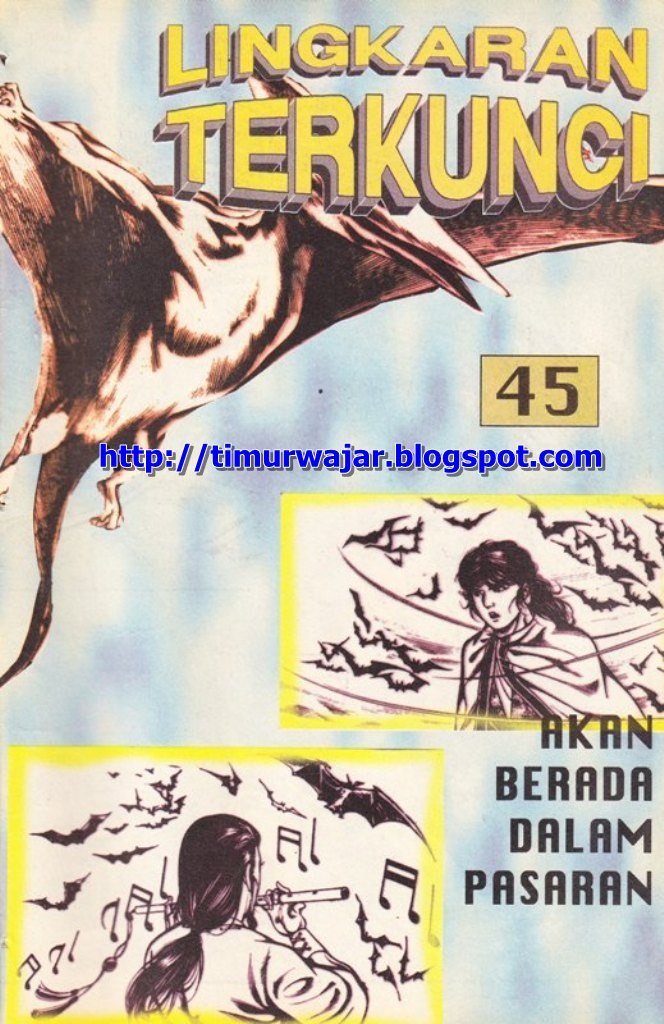 LINGKARAN
TERKUNCI
45
http://timurwajar.blogspot.com
AKAN
BERADA
DALAM
PASARAN